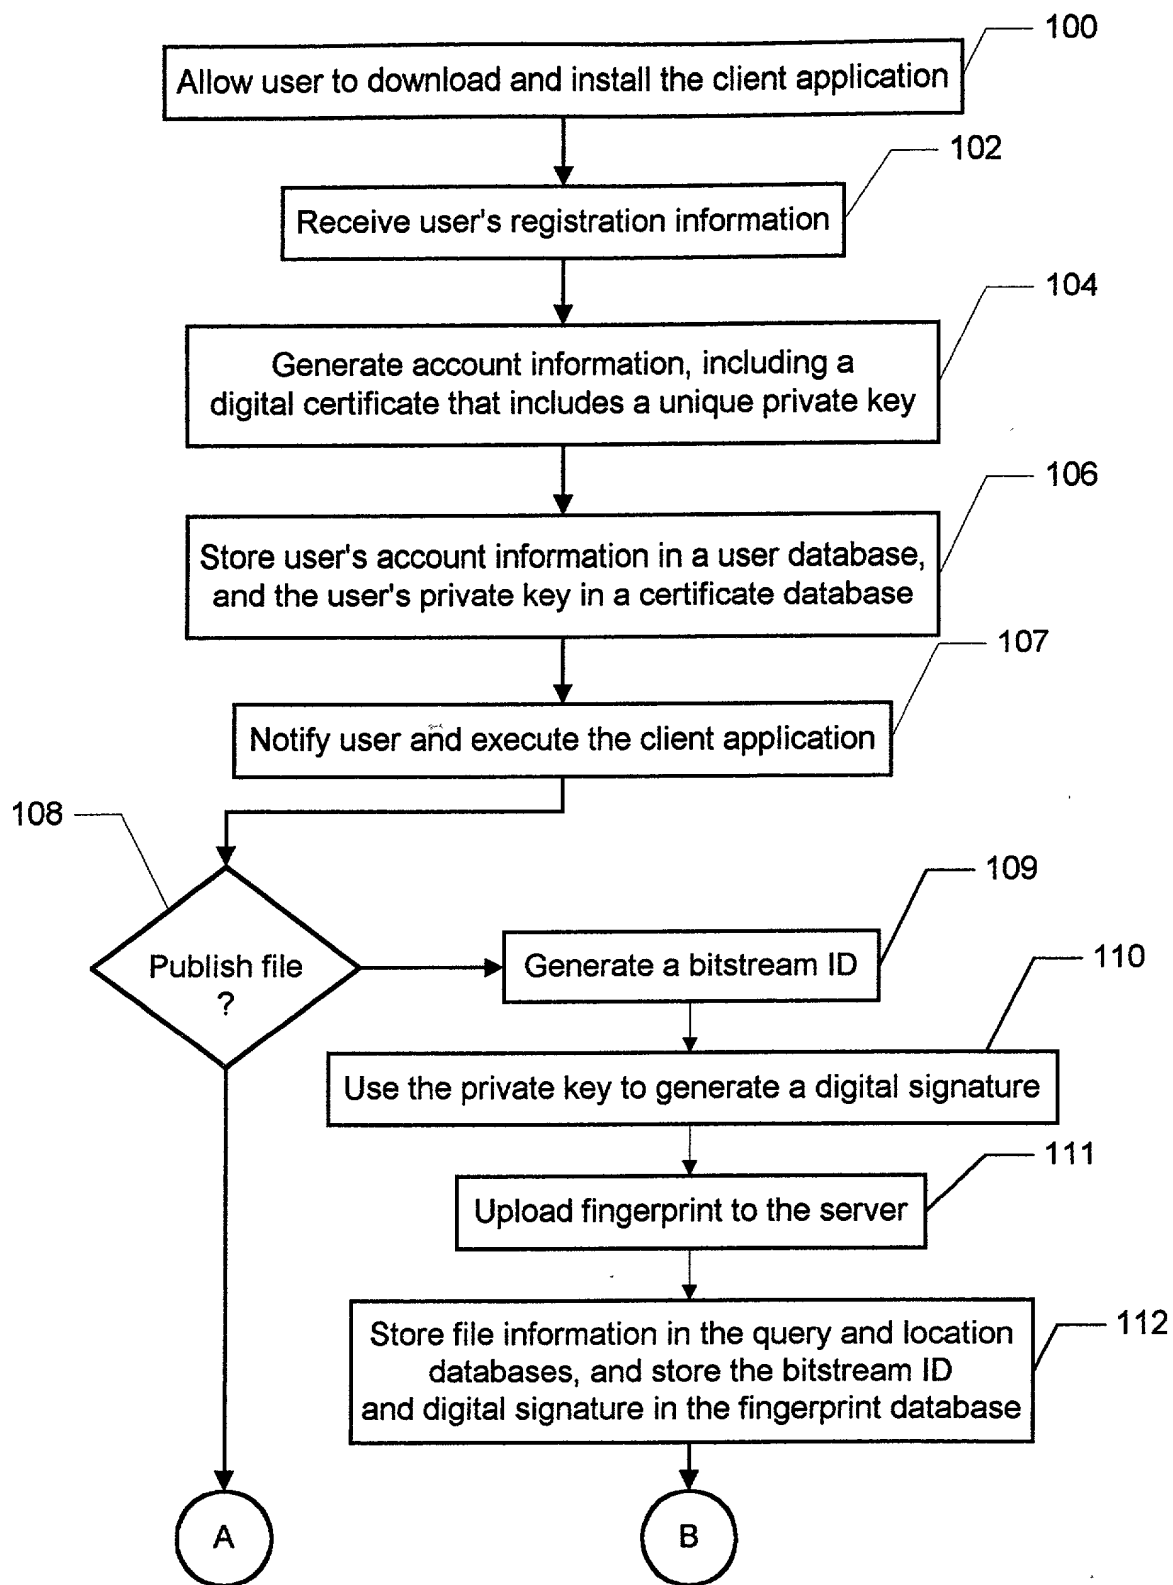 100
Allow user to download and install the client application
102
Receive user's registration information
104
Generate account information, including a
digital certificate that includes a unique private key
106
Store user's account information in a user database,
and the user's private key in a certificate database
107
Notify user and execute the client application
108
109
Publish file
?
Generate a bitstream ID
110
Use the private key to generate a digital signature
111
Upload fingerprint to the server
112
Store file information in the query and location
databases, and store the bitstream ID
and digital signature in the fingerprint database
A
B